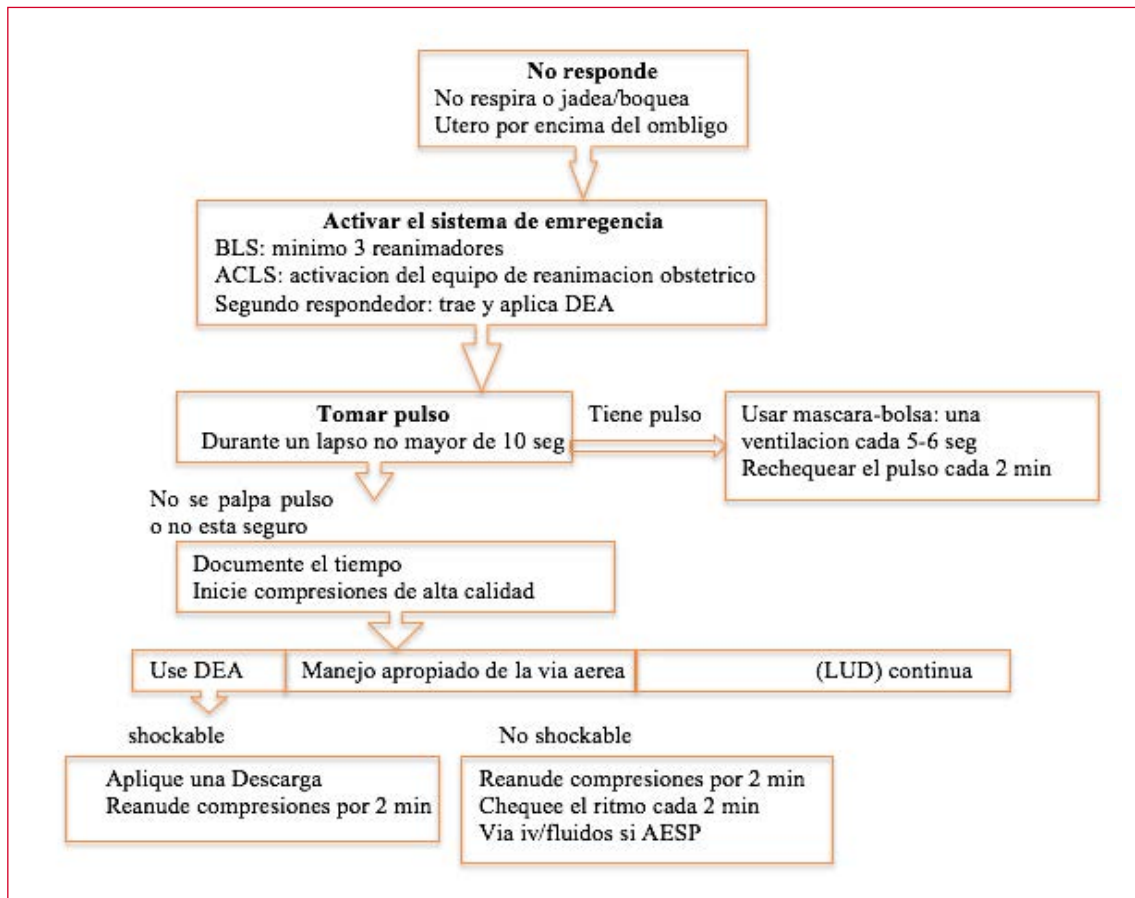 No responde
No respira o jadea/boquea
Utero por encima del ombligo
Activar el sistema de emregencia
BLS: minimo 3 reanimadores
ACLS: activacion del equipo de reanimacion obstetrico
Segundo respondedor: trae y aplica DEA
Tomar pulso
Durante un lapso no mayor de 10 seg
Tiene pulso
Usar mascara-bolsa: una
ventilacion cada 5-6 seg
Rechequear el pulso cada 2 min
No se palpa pulso
o no esta seguro
Documente el tiempo
Inicie compresiones de alta calidad
Use DEA
Manejo apropiado de la via aerea
(LUD) continua
shockable
Aplique una Descarga
Reanude compresiones por 2 min
No shockable
Reanude compresiones por 2 min
Chequee el ritmo cada 2 min
Via iv/fluidos si AESP